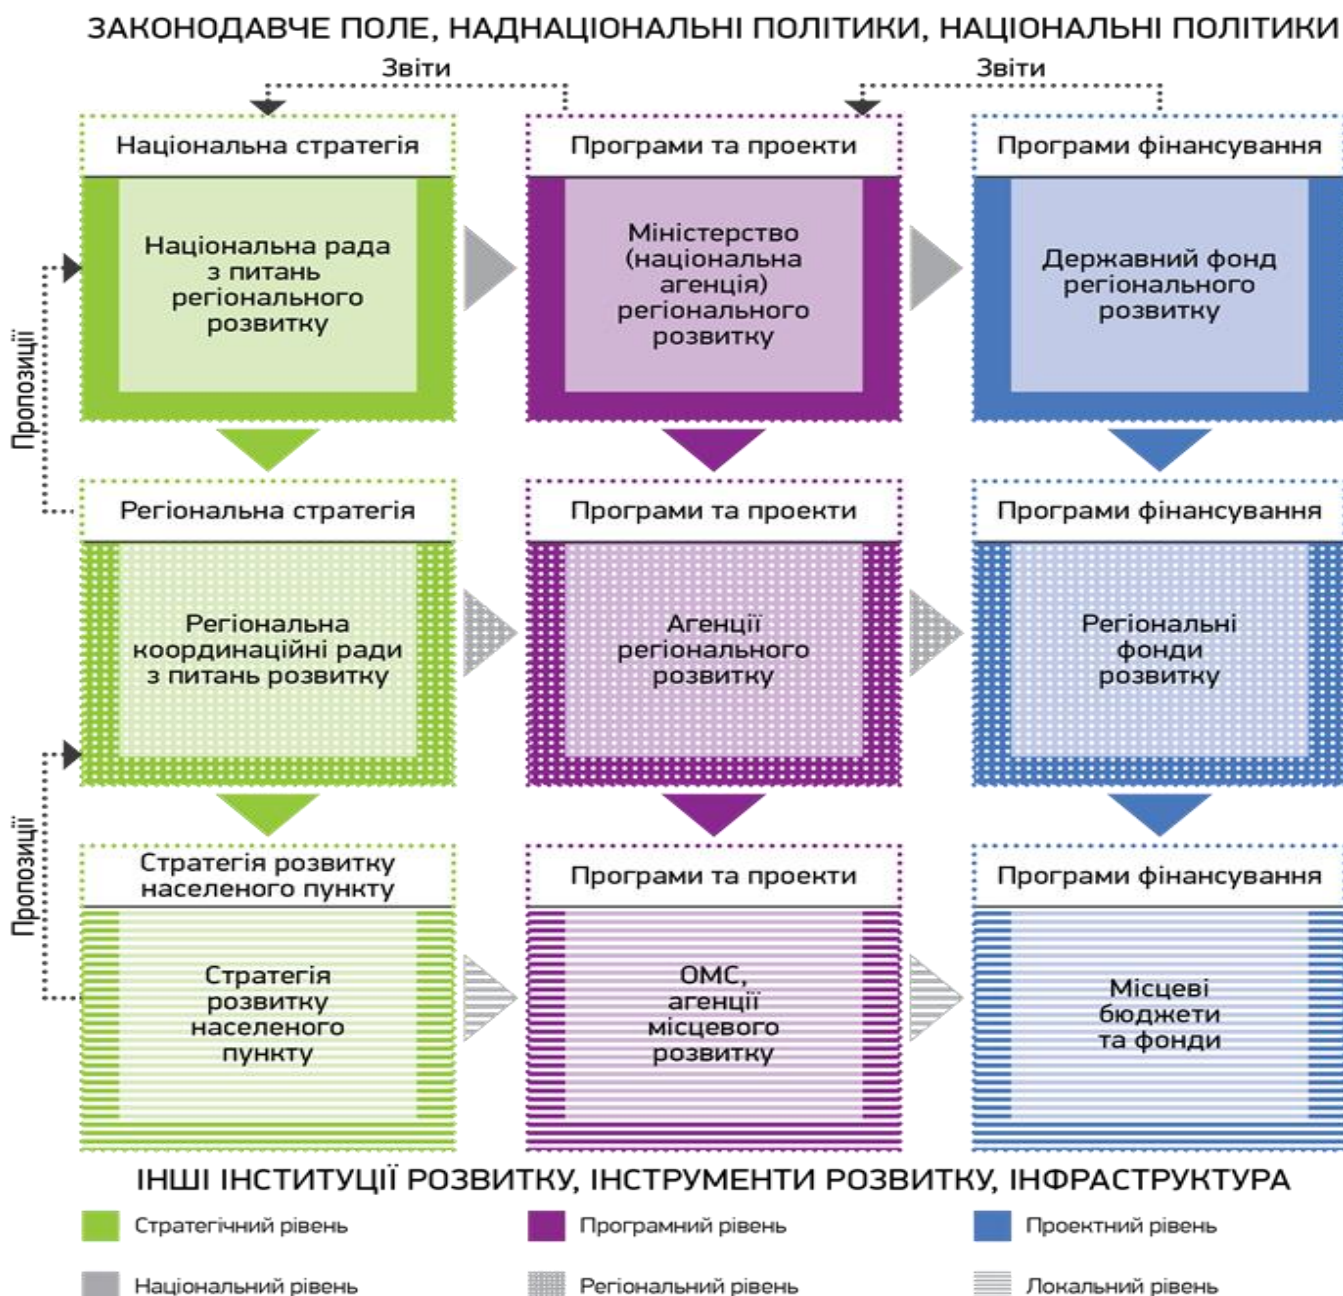 ЗАКОНОДАВЧЕ ПОЛЕ, НАДНАЦІОНАЛЬНІ ПОЛІТИКИ, НАЦІОНАЛЬНІ ПОЛІТИКИ
Звіти
Звіти
Національна стратегія
Програми та проекти
Програми фінансування
Національна рада
з питань
регіонального
розвитку
Міністерство
(національна
агенція)
регіонального
розвитку
Державний фонд
регіонального
розвитку
Пропозиції
Регіональна стратегія
Програми та проекти
Програми фінансування
Регіональна
координаційні ради
з питань розвитку
Агенції
регіонального
розвитку
Регіональні
фонди
розвитку
Пропозиції
Стратегія розвитку
населеного пункту
Програми та проекти
Програми фінансування
Стратегія
розвитку
населеного
пункту
ОМС,
агенції
місцевого
розвитку
Місцеві
бюджети
та фонди
ІНШІ ІНСТИТУЦІЇ РОЗВИТКУ, ІНСТРУМЕНТИ РОЗВИТКУ, ІНФРАСТРУКТУРА
Стратегічний рівень
Програмний рівень
Проектний рівень
Національний рівень
Регіональний рівень
Локальний рівень